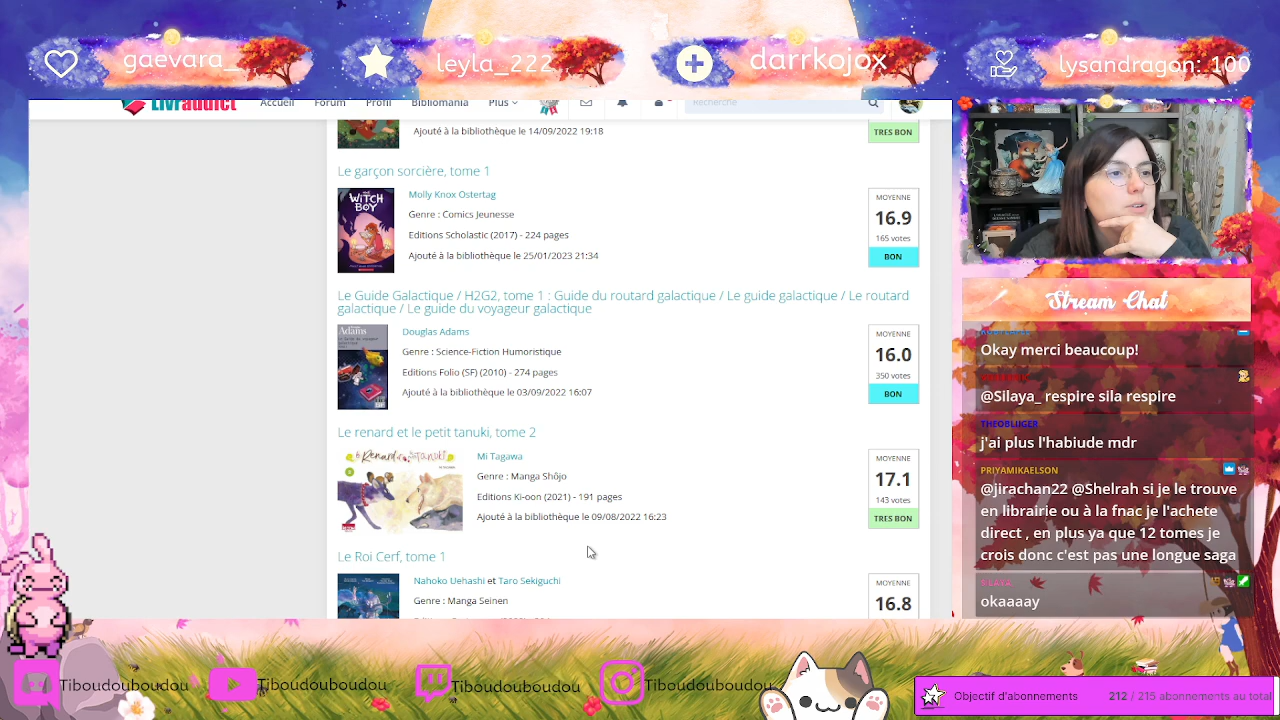 gaevara_
leyla_222
darrkojox
lysandragon: 100
Livraddict
Accueil
Forum
Profil
Bibliomania
Plus
Recherche
Ajouté à la bibliothèque le 14/09/2022 19:18
TRES BON
Le garçon sorcière, tome 1
THE WITCH BOY
Molly Knox Ostertag
Genre : Comics Jeunesse
Editions Scholastic (2017) - 224 pages
Ajouté à la bibliothèque le 25/01/2023 21:34
MOYENNE
16.9
165 votes
BON
Le Guide Galactique / H2G2, tome 1 : Guide du routard galactique / Le guide galactique / Le routard
galactique / Le guide du voyageur galactique
Adams
Douglas Adams
Genre : Science-Fiction Humoristique
Editions Folio (SF) (2010) - 274 pages
Ajouté à la bibliothèque le 03/09/2022 16:07
MOYENNE
16.0
350 votes
BON
Le renard et le petit tanuki, tome 2
Mi Tagawa
Genre : Manga Shōjo
Editions Ki-oon (2021) - 191 pages
Ajouté à la bibliothèque le 09/08/2022 16:23
MOYENNE
17.1
143 votes
TRES BON
Le Roi Cerf, tome 1
Nahoko Uehashi et Taro Sekiguchi
Genre : Manga Seinen
MOYENNE
16.8
Stream Chat
Okay merci beaucoup!
@Silaya_ respire sila respire
THEOBLIIGER
j'ai plus l'habiude mdr
PRIYAMIKAELSON
@jirachan22 @Shelrah si je le trouve
en librairie ou à la fnac je l'achete
direct , en plus ya que 12 tomes je
crois donc c'est pas une longue saga
okaaaay
Tiboudouboudou
Tiboudouboudou
Tiboudouboudou
Tiboudouboudou
Objectif d'abonnements
212 / 215 abonnements au total